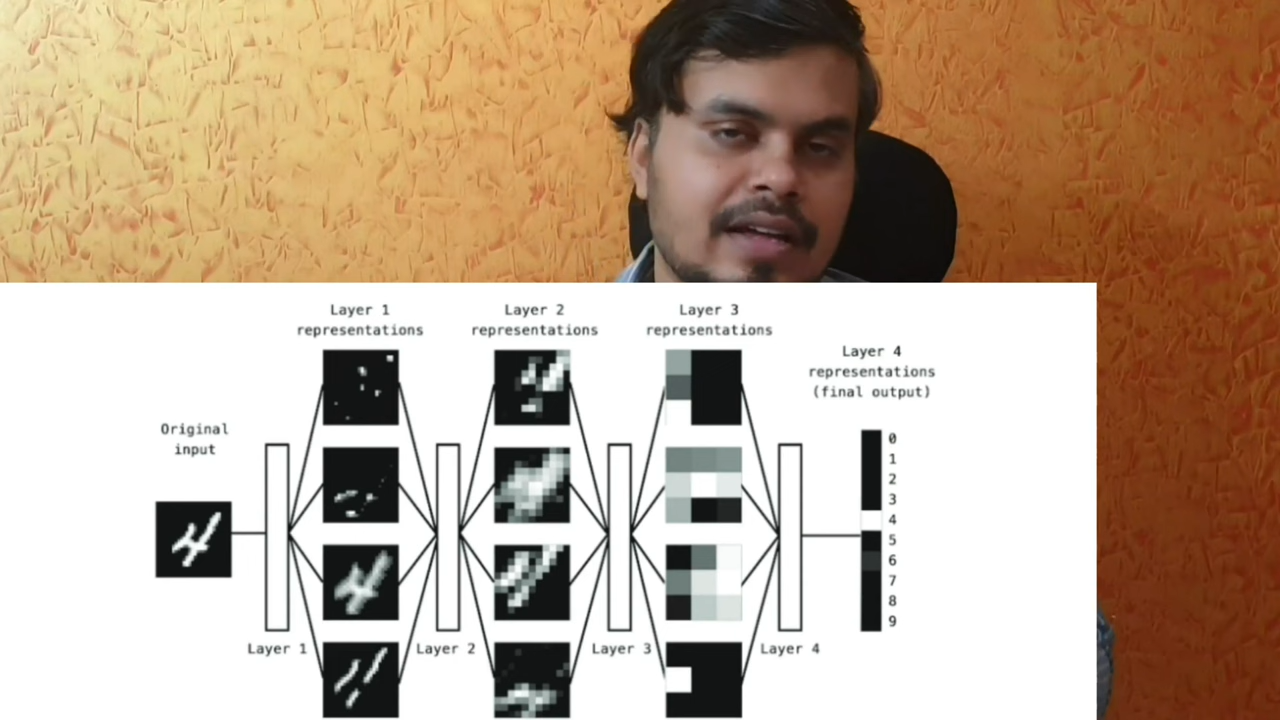 Layer 1
representations
Layer 2
representations
Layer 3
representations
Layer 4
representations
(final output)
Original
input
0
1
2
3
4
5
6
7
8
9
Layer 1
Layer 2
Layer 3
Layer 4